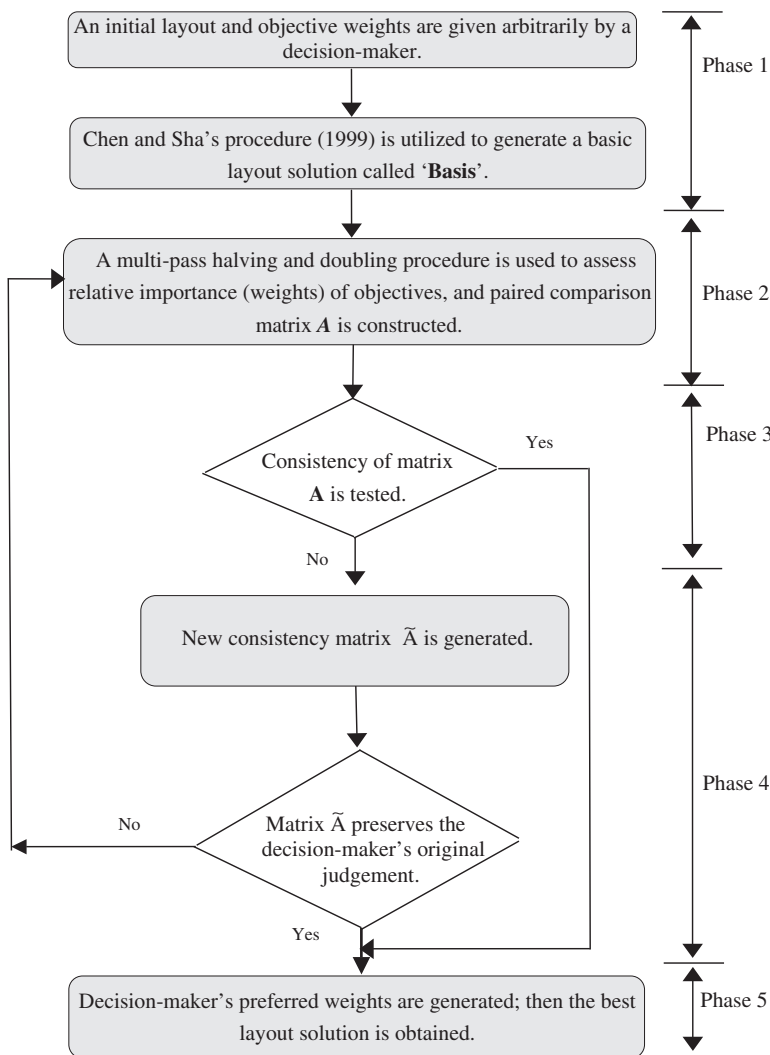 An initial layout and objective weights are given arbitrarily by a
decision-maker.
Phase 1
Chen and Sha's procedure (1999) is utilized to generate a basic
layout solution called ‘Basis’.
A multi-pass halving and doubling procedure is used to assess
relative importance (weights) of objectives, and paired comparison
matrix A is constructed.
Phase 2
Consistency of matrix
A is tested.
Yes
Phase 3
No
New consistency matrix Ã is generated.
Matrix Ã preserves the
decision-maker's original
judgement.
No
Phase 4
Yes
Decision-maker's preferred weights are generated; then the best
layout solution is obtained.
Phase 5